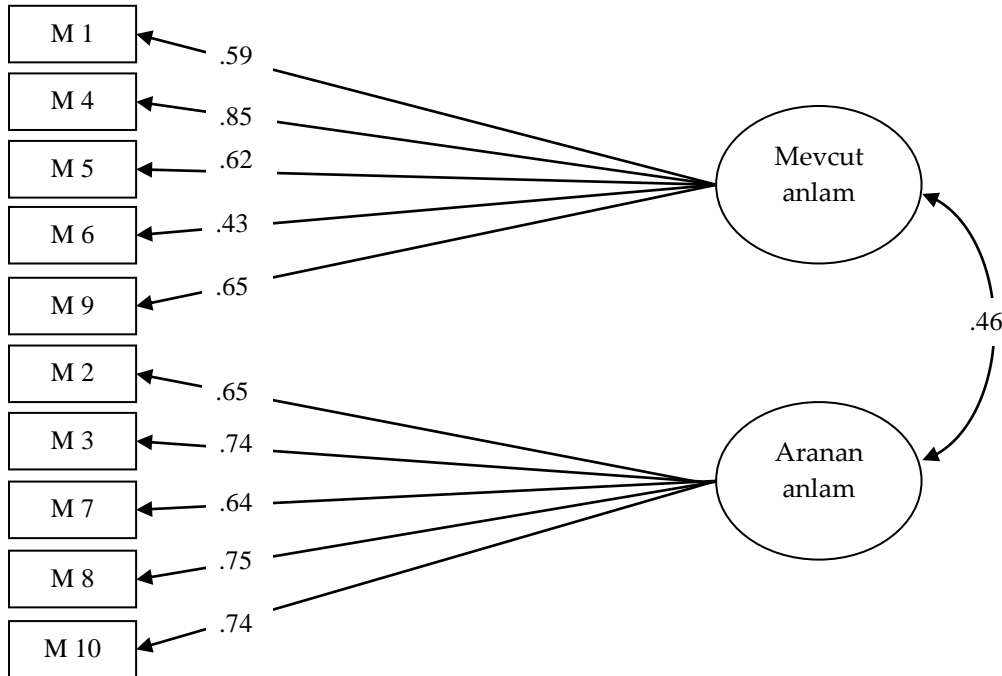 M 1
.59
M 4
.85
M 5
.62
M 6
.43
M 9
.65
Mevcut
anlam
.46
M 2
.65
M 3
.74
M 7
.64
M 8
.75
M 10
.74
Aranan
anlam